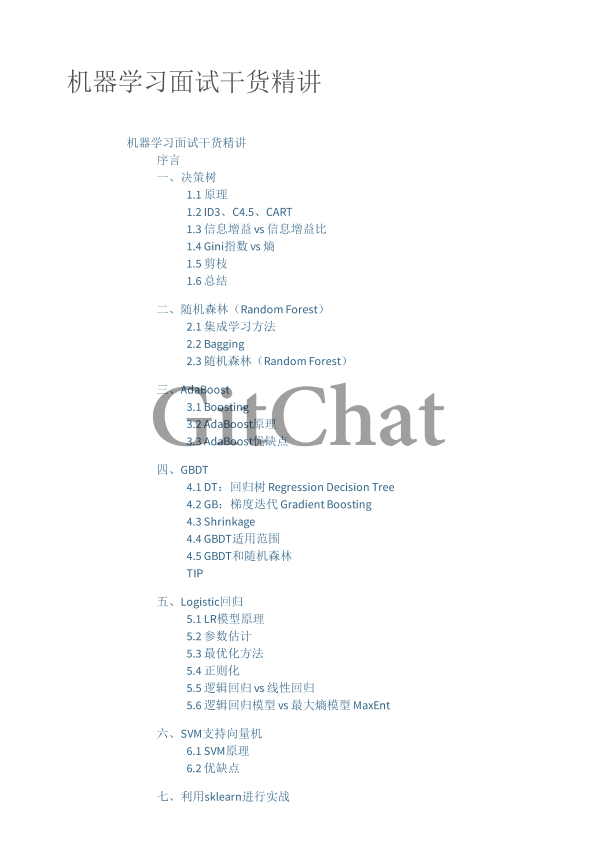 机器学习面试干货精讲
机器学习面试干货精讲
序言
一、决策树
1.1 原理
1.2 ID3、C4.5、CART
1.3 信息增益 vs 信息增益比
1.4 Gini指数 vs 熵
1.5 剪枝
1.6 总结
二、随机森林（Random Forest）
2.1 集成学习方法
2.2 Bagging
2.3 随机森林（Random Forest）
三、AdaBoost
3.1 Boosting
3.2 AdaBoost原理
3.3 AdaBoost优缺点
GitChat
四、GBDT
4.1 DT：回归树 Regression Decision Tree
4.2 GB：梯度迭代 Gradient Boosting
4.3 Shrinkage
4.4 GBDT适用范围
4.5 GBDT和随机森林
TIP
五、Logistic回归
5.1 LR模型原理
5.2 参数估计
5.3 最优化方法
5.4 正则化
5.5 逻辑回归 vs 线性回归
5.6 逻辑回归模型 vs 最大熵模型 MaxEnt
六、SVM支持向量机
6.1 SVM原理
6.2 优缺点
七、利用sklearn进行实战